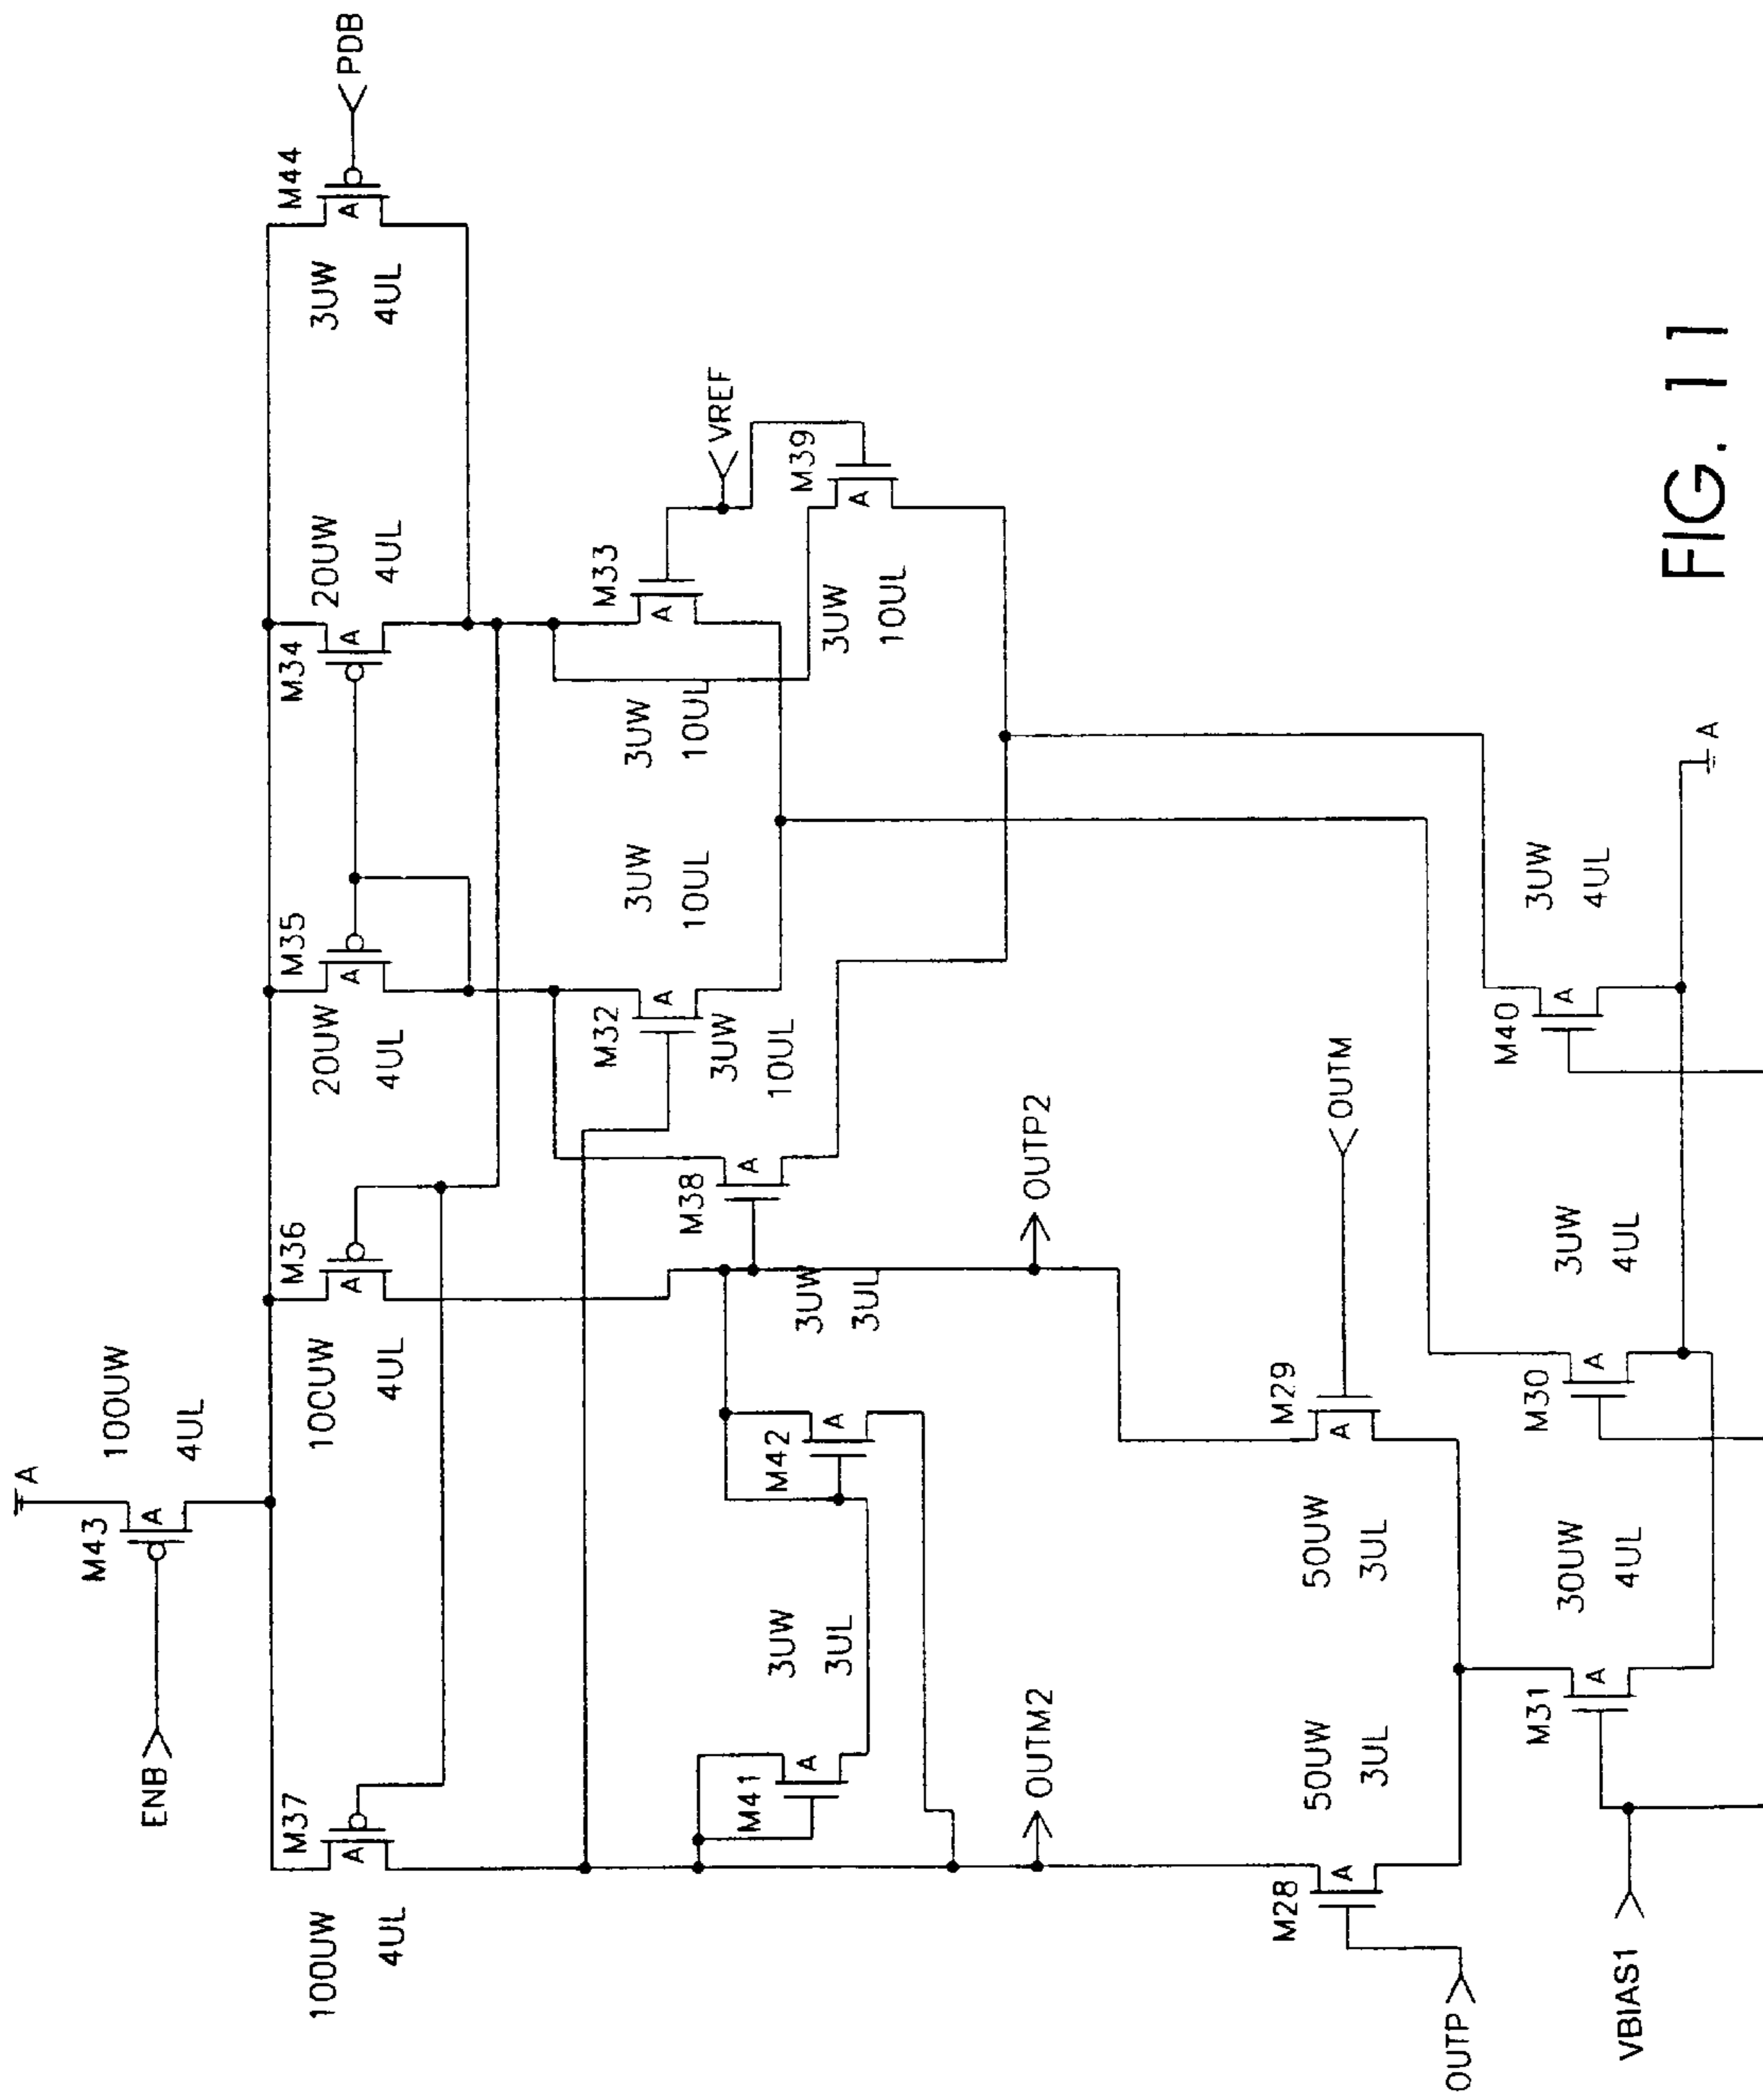 A
M43
A
100UW
4UL
ENB
M37
A
100UW
4UL
M36
A
100UW
4UL
M35
A
20UW
4UL
M34
A
20UW
4UL
M44
A
3UW
4UL
PDB
M33
A
3UW
10UL
VREF
M39
A
3UW
10UL
M32
A
3UW
10UL
M38
A
3UW
10UL
M41
A
3UW
3UL
M42
A
3UW
3UL
OUTM2
OUTP2
M28
A
50UW
3UL
OUTP
M29
A
50UW
3UL
OUTM
M31
A
30UW
4UL
VBIAS1
M30
A
3UW
4UL
M40
A
3UW
4UL
A
FIG. 11